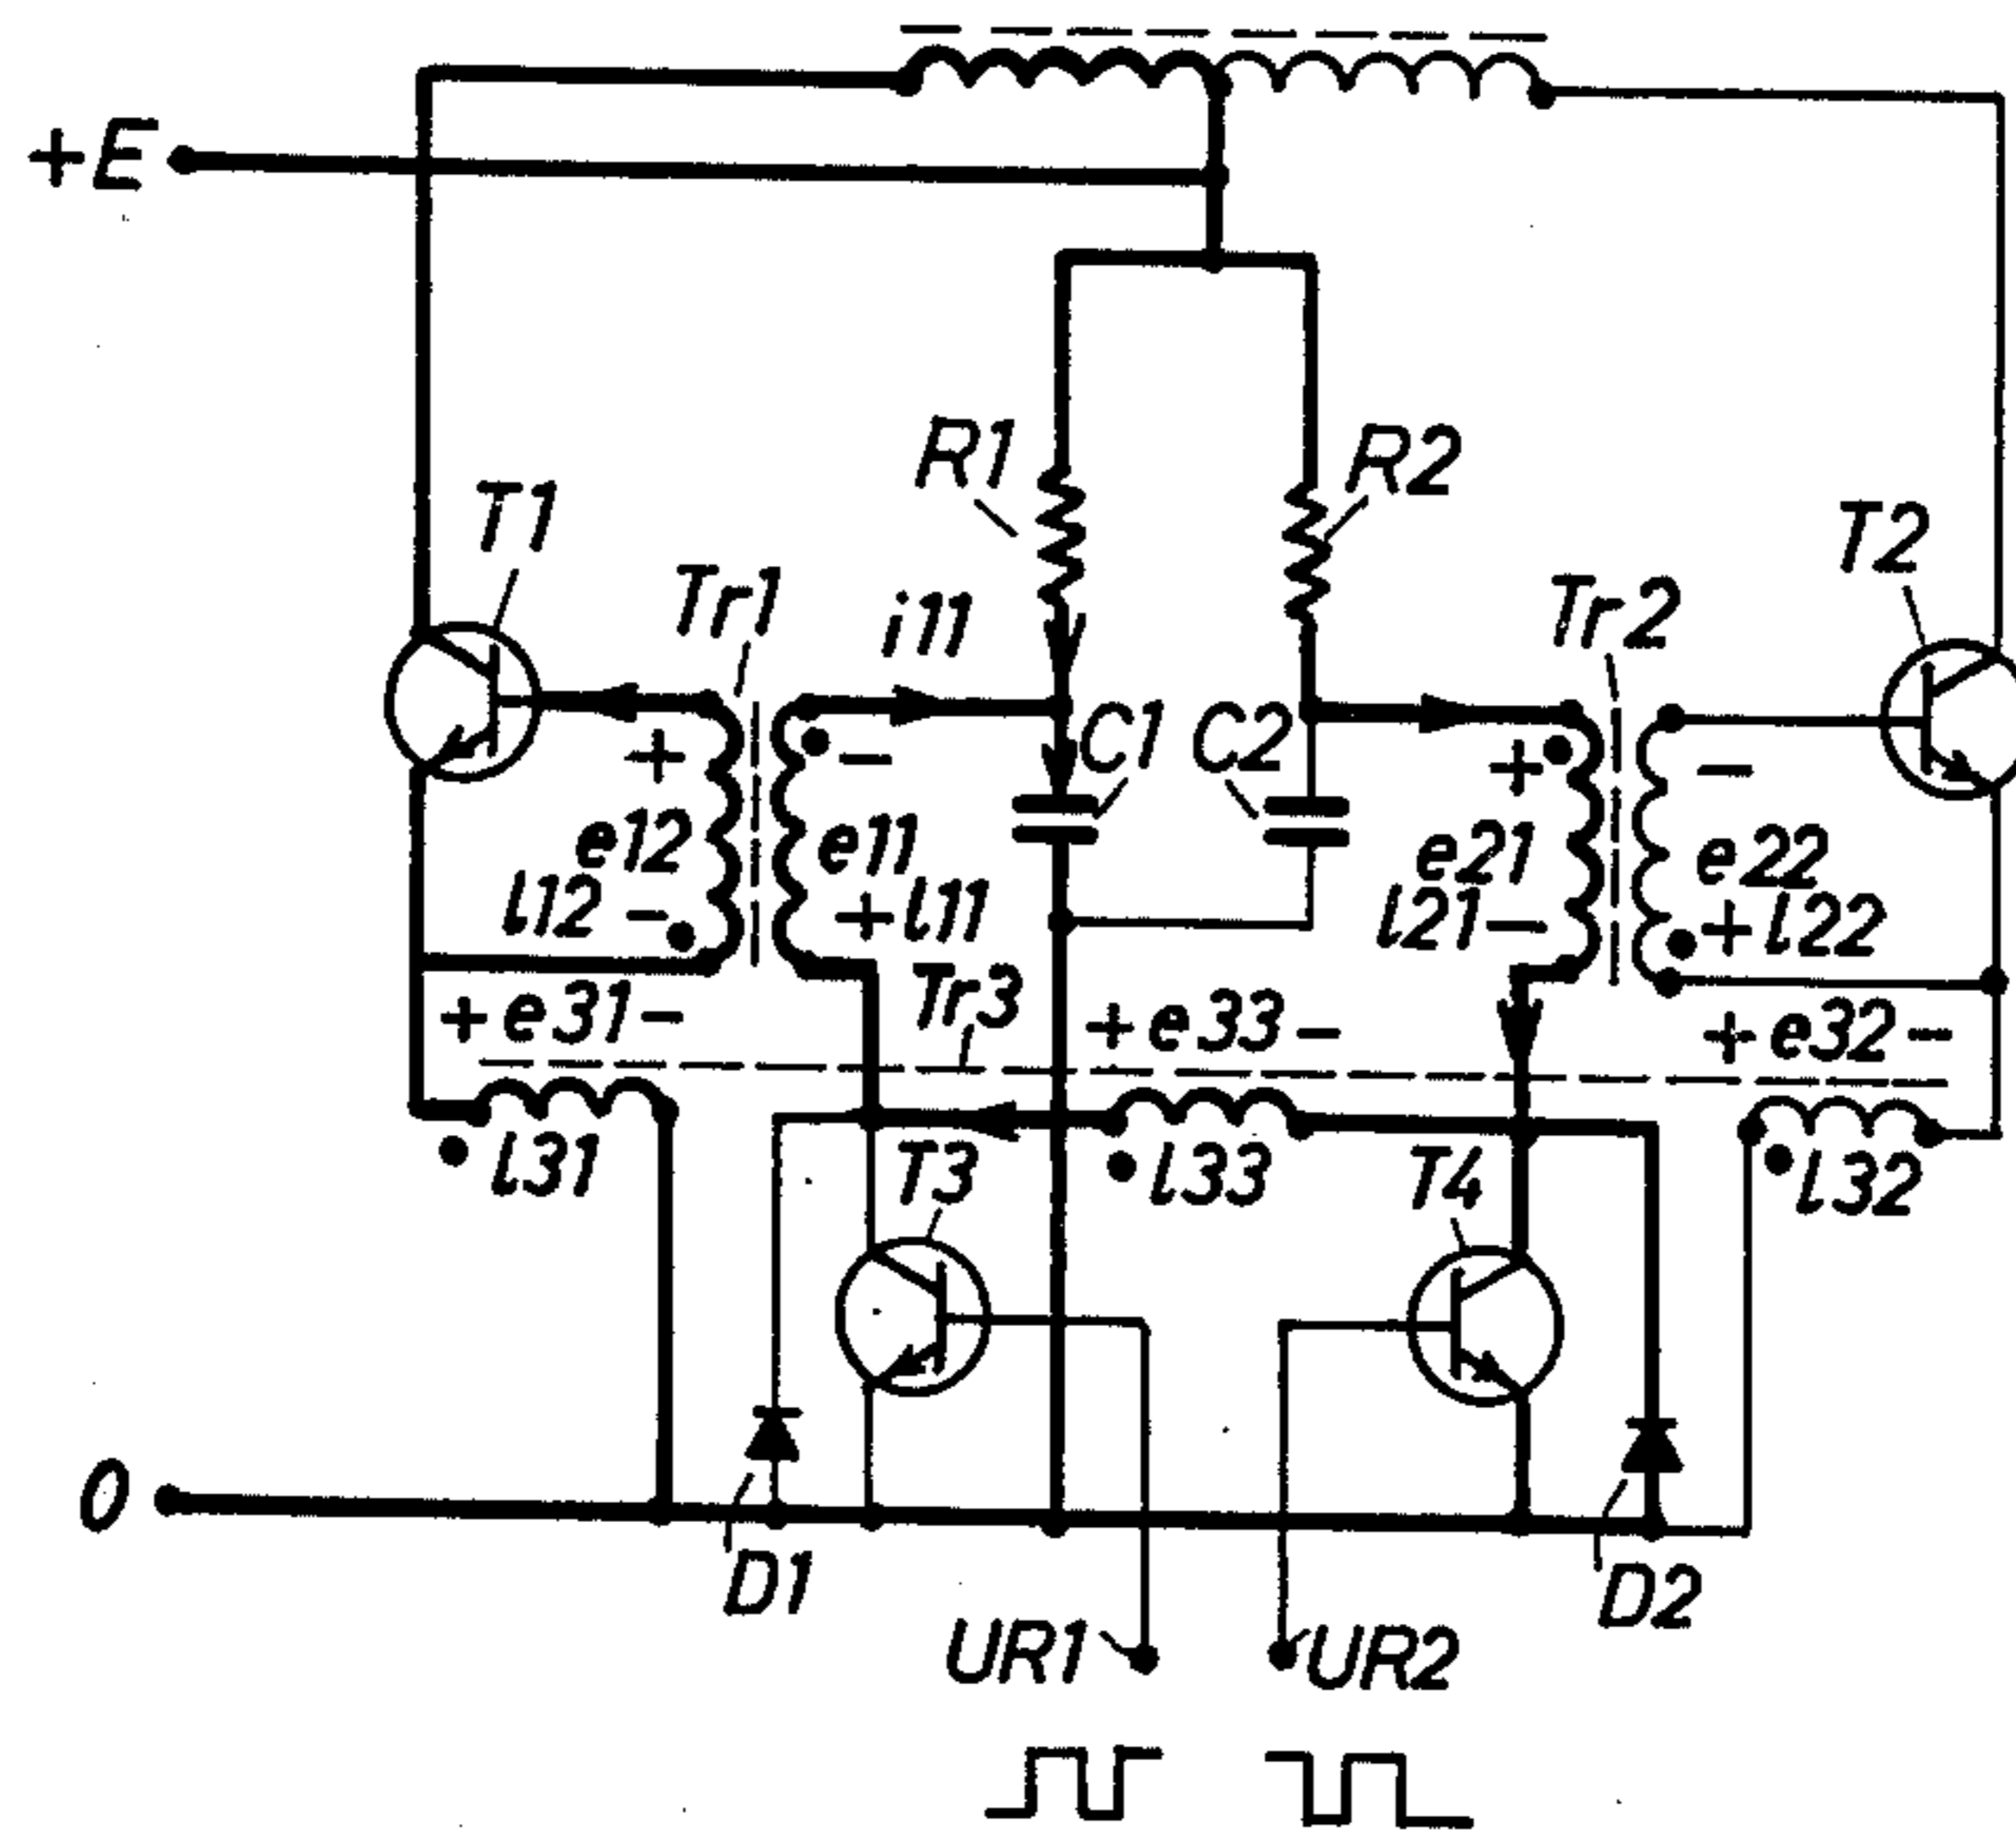 +E
R1
R2
T1
T2
Tr1
i11
Tr2
+
-
C1
C2
+
-
e12
e11
e21
e22
l12 -
+ l11
l21 -
+ l22
+ e31 -
Tr3
+ e33 -
+ e32 -
l31
T3
l33
T4
l32
0
D1
D2
UR1
UR2